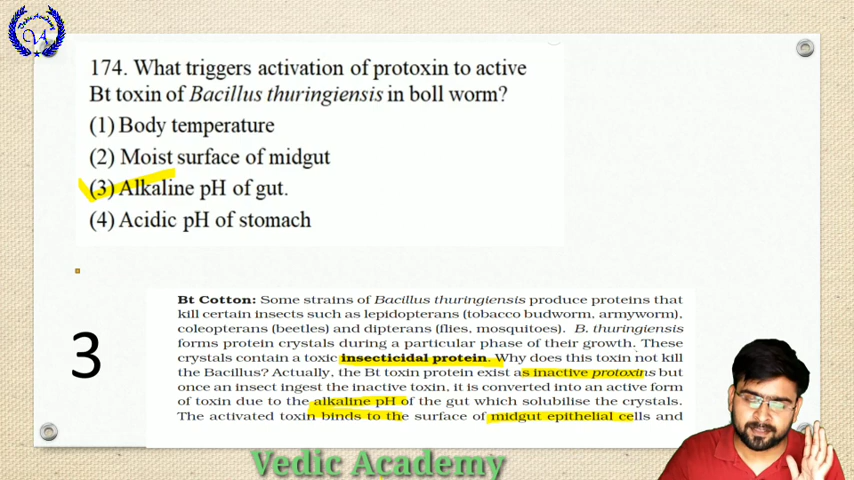 Vedic Academy
VA
174. What triggers activation of protoxin to active
Bt toxin of Bacillus thuringiensis in boll worm?
(1) Body temperature
(2) Moist surface of midgut
(3) Alkaline pH of gut.
(4) Acidic pH of stomach
3
Bt Cotton: Some strains of Bacillus thuringiensis produce proteins that
kill certain insects such as lepidopterans (tobacco budworm, armyworm),
coleopterans (beetles) and dipterans (flies, mosquitoes). B. thuringiensis
forms protein crystals during a particular phase of their growth. These
crystals contain a toxic insecticidal protein. Why does this toxin not kill
the Bacillus? Actually, the Bt toxin protein exist as inactive protoxins but
once an insect ingest the inactive toxin, it is converted into an active form
of toxin due to the alkaline pH of the gut which solubilise the crystals.
The activated toxin binds to the surface of midgut epithelial cells and
Vedic Academy